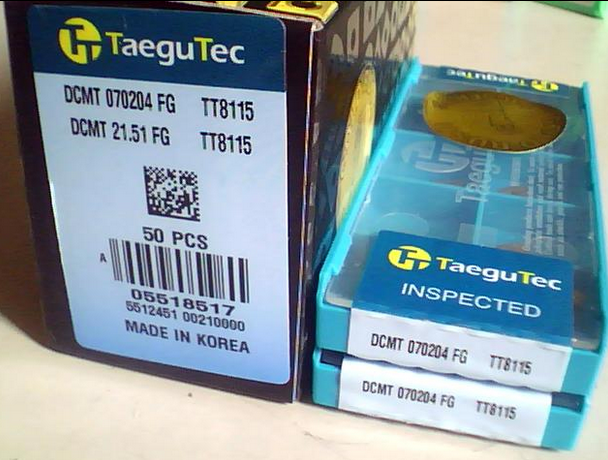 TaeguTec
DCMT 070204 FG TT8115
DCMT 21.51 FG TT8115
50 PCS
A
05518517
5512451 00210000
MADE IN KOREA
TaeguTec
TaeguTec
TaeguTec
INSPECTED
DCMT 070204 FG TT8115
DCMT 070204 FG TT8115